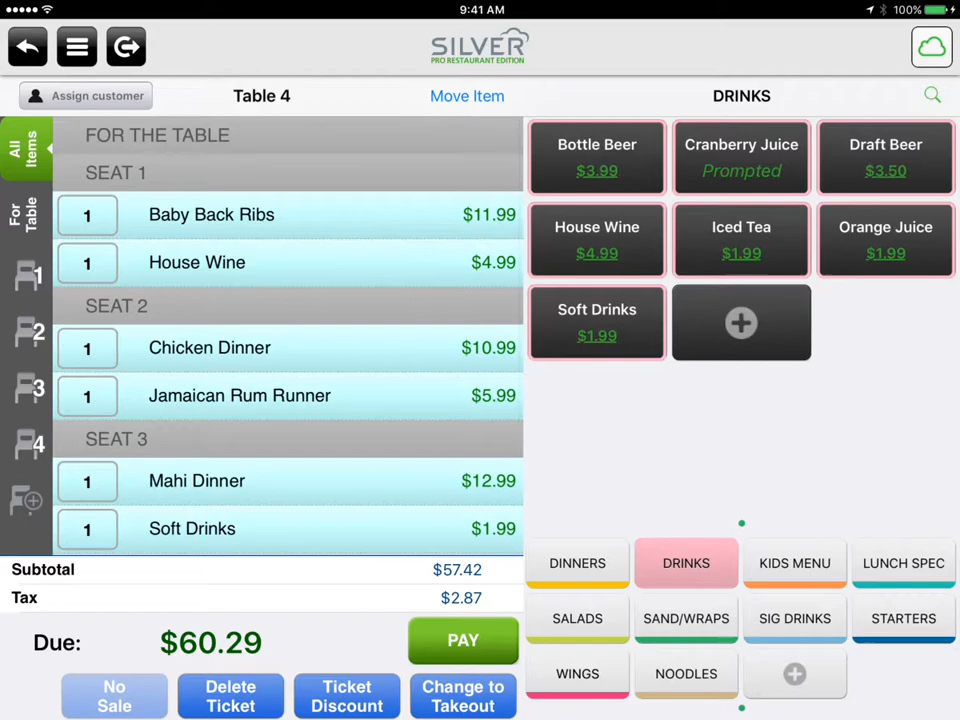 9:41 AM
100%
SILVER
PRO RESTAURANT EDITION
Assign customer
Table 4
Move Item
DRINKS
All Items
For Table
1
2
3
4
FOR THE TABLE
SEAT 1
1 Baby Back Ribs $11.99
1 House Wine $4.99
SEAT 2
1 Chicken Dinner $10.99
1 Jamaican Rum Runner $5.99
SEAT 3
1 Mahi Dinner $12.99
1 Soft Drinks $1.99
Subtotal $57.42
Tax $2.87
Due: $60.29
PAY
No Sale
Delete Ticket
Ticket Discount
Change to Takeout
Bottle Beer
$3.99
Cranberry Juice
Prompted
Draft Beer
$3.50
House Wine
$4.99
Iced Tea
$1.99
Orange Juice
$1.99
Soft Drinks
$1.99
DINNERS
DRINKS
KIDS MENU
LUNCH SPEC
SALADS
SAND/WRAPS
SIG DRINKS
STARTERS
WINGS
NOODLES